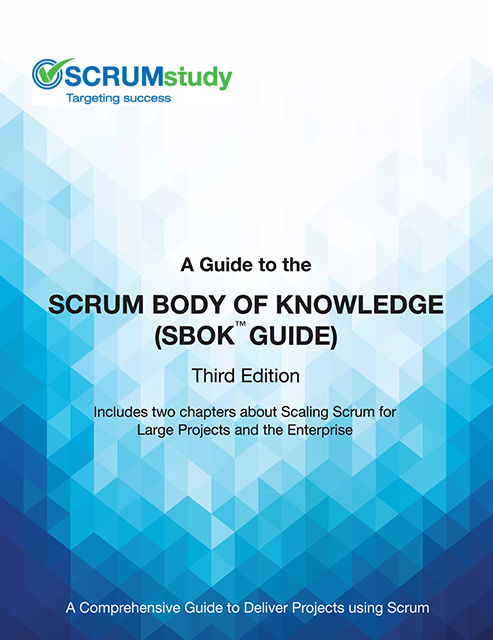 SCRUMstudy
Targeting success
A Guide to the
SCRUM BODY OF KNOWLEDGE
(SBOK™ GUIDE)
Third Edition
Includes two chapters about Scaling Scrum for
Large Projects and the Enterprise
A Comprehensive Guide to Deliver Projects using Scrum